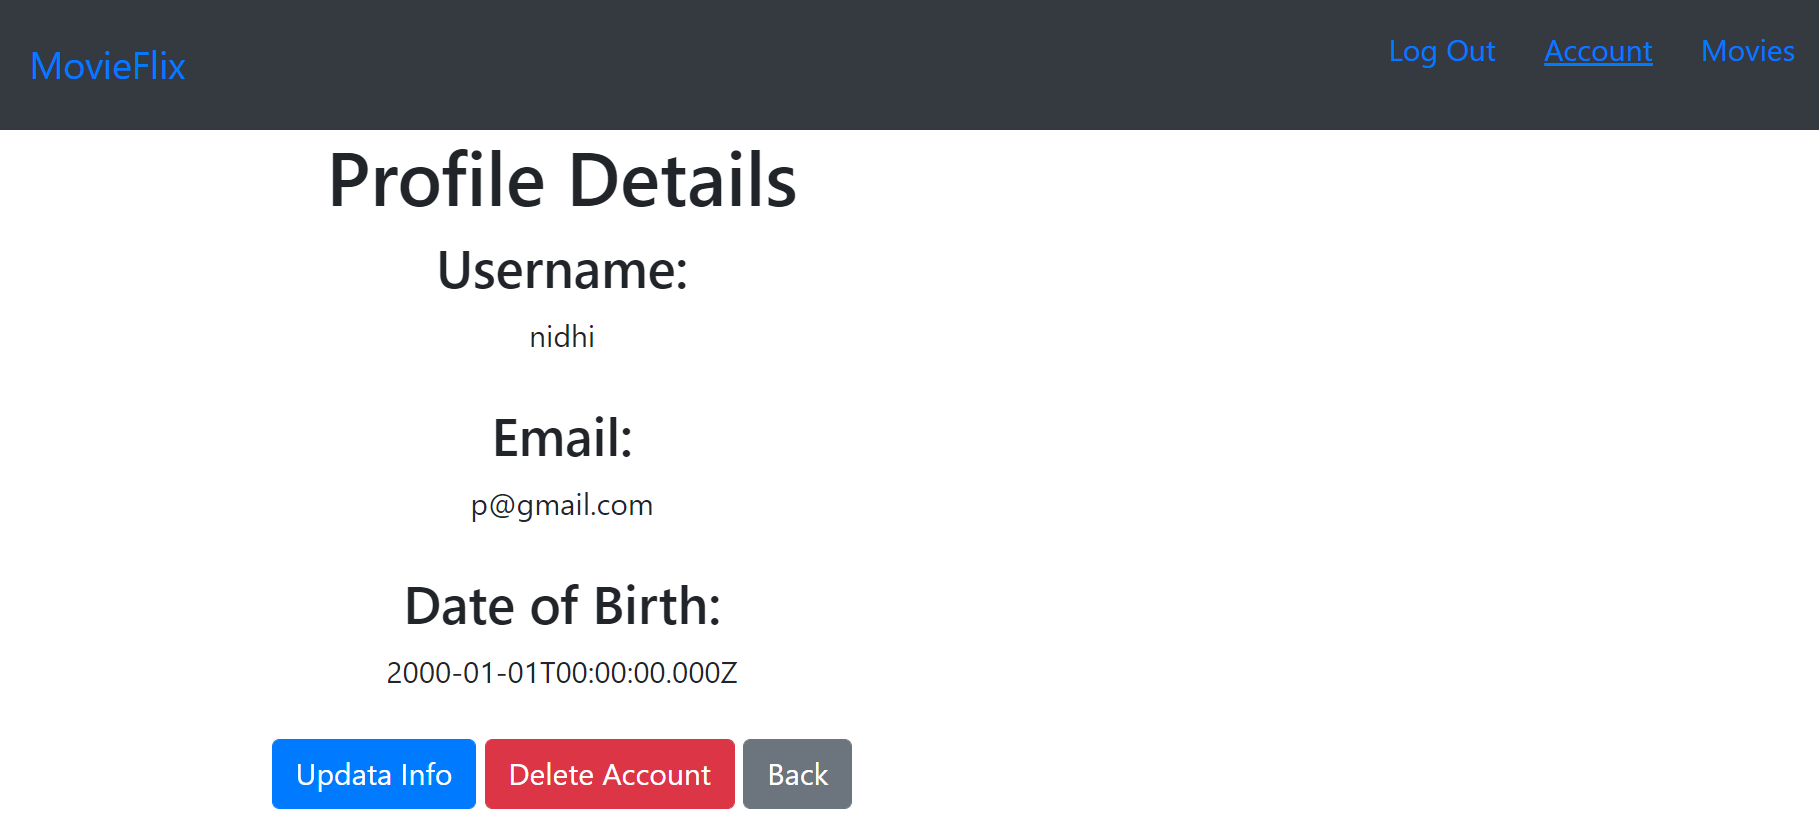 MovieFlix
Log Out Account Movies
Profile Details
Username:
nidhi
Email:
p@gmail.com
Date of Birth:
2000-01-01T00:00:00.000Z
Updata Info Delete Account Back